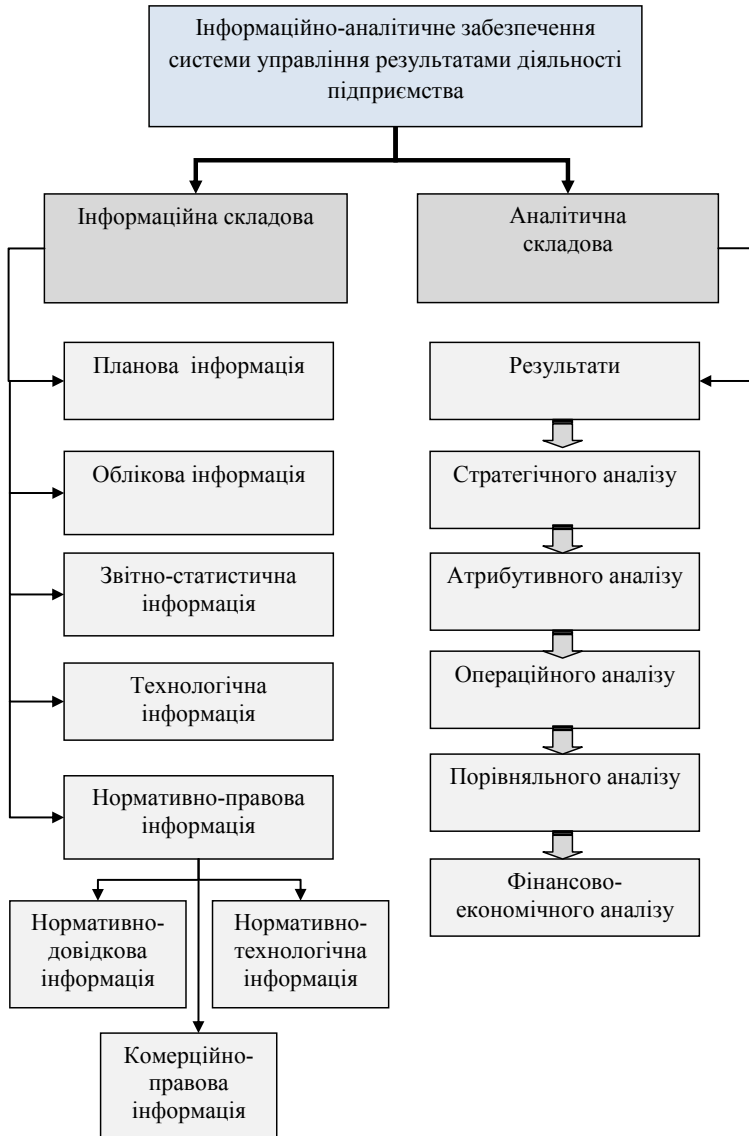 Інформаційно-аналітичне забезпечення
системи управління результатами діяльності
підприємства
Інформаційна складова
Аналітична
складова
Планова інформація
Облікова інформація
Звітно-статистична
інформація
Технологічна
інформація
Нормативно-правова
інформація
Нормативно-
довідкова
інформація
Нормативно-
технологічна
інформація
Комерційно-
правова
інформація
Результати
Стратегічного аналізу
Атрибутивного аналізу
Операційного аналізу
Порівняльного аналізу
Фінансово-
економічного аналізу